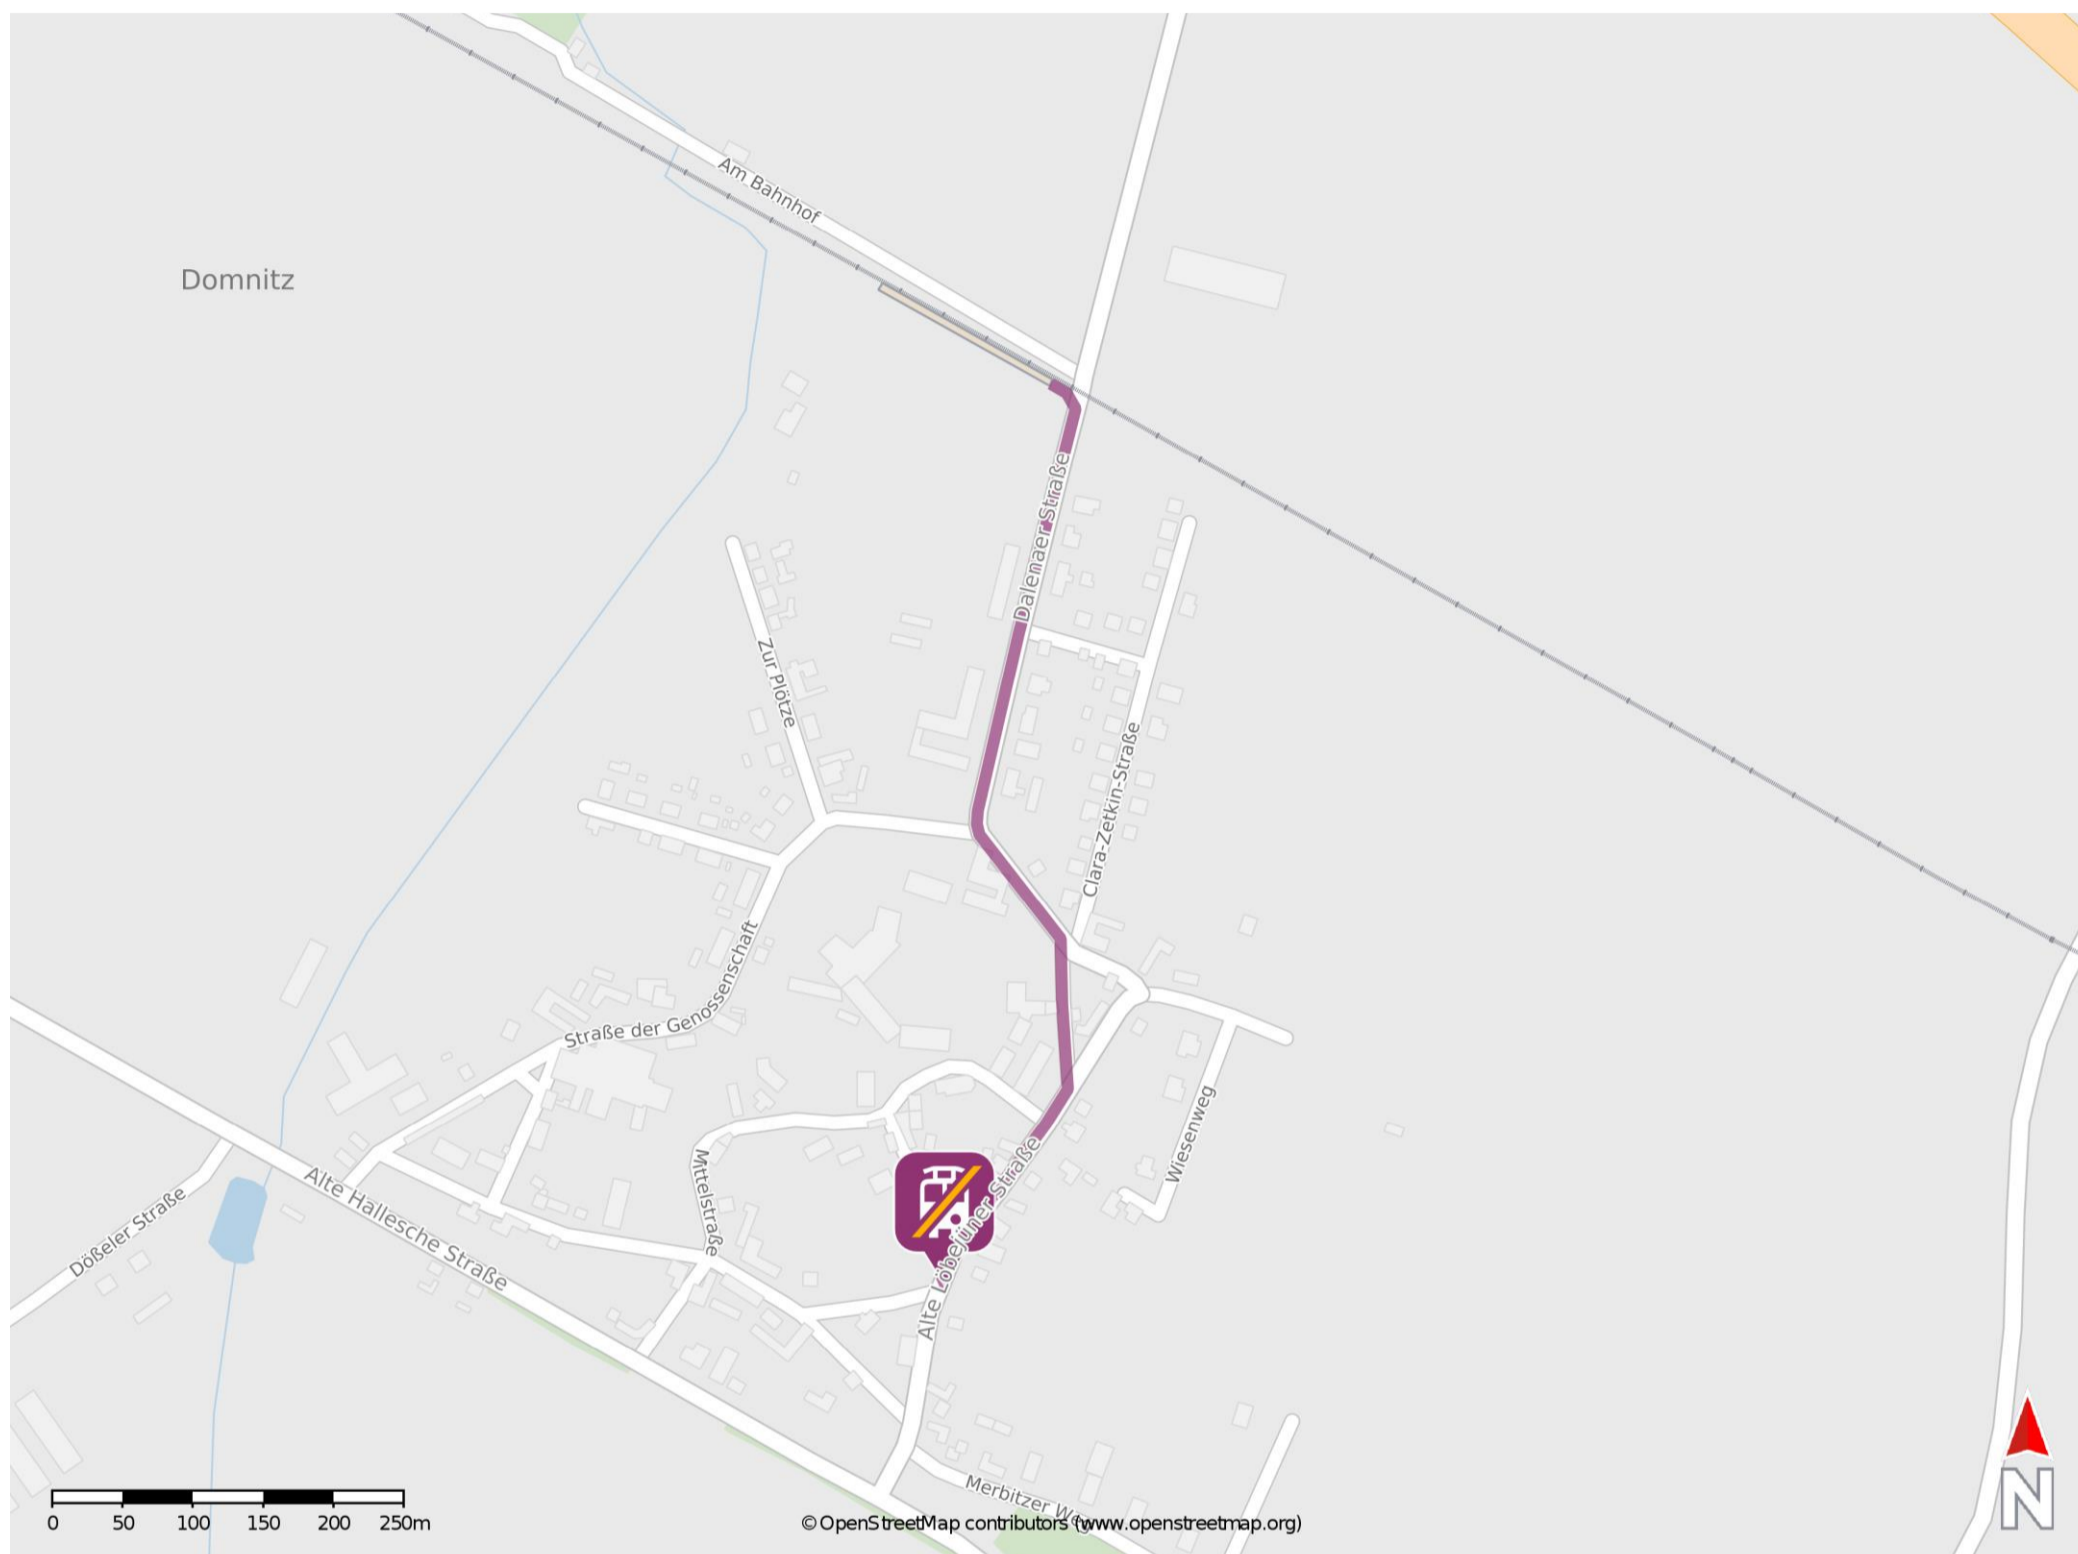 Am Bahnhof
Domnitz
Dalenaer Straße
Zur Plötze
Clara-Zetkin-Straße
Straße der Genossenschaft
Wiesenweg
Mittelstraße
Alte Hallesche Straße
Dößeler Straße
Alte Löbejüner Straße
Merbitzer Weg
0 50 100 150 200 250m
© OpenStreetMap contributors (www.openstreetmap.org)
N